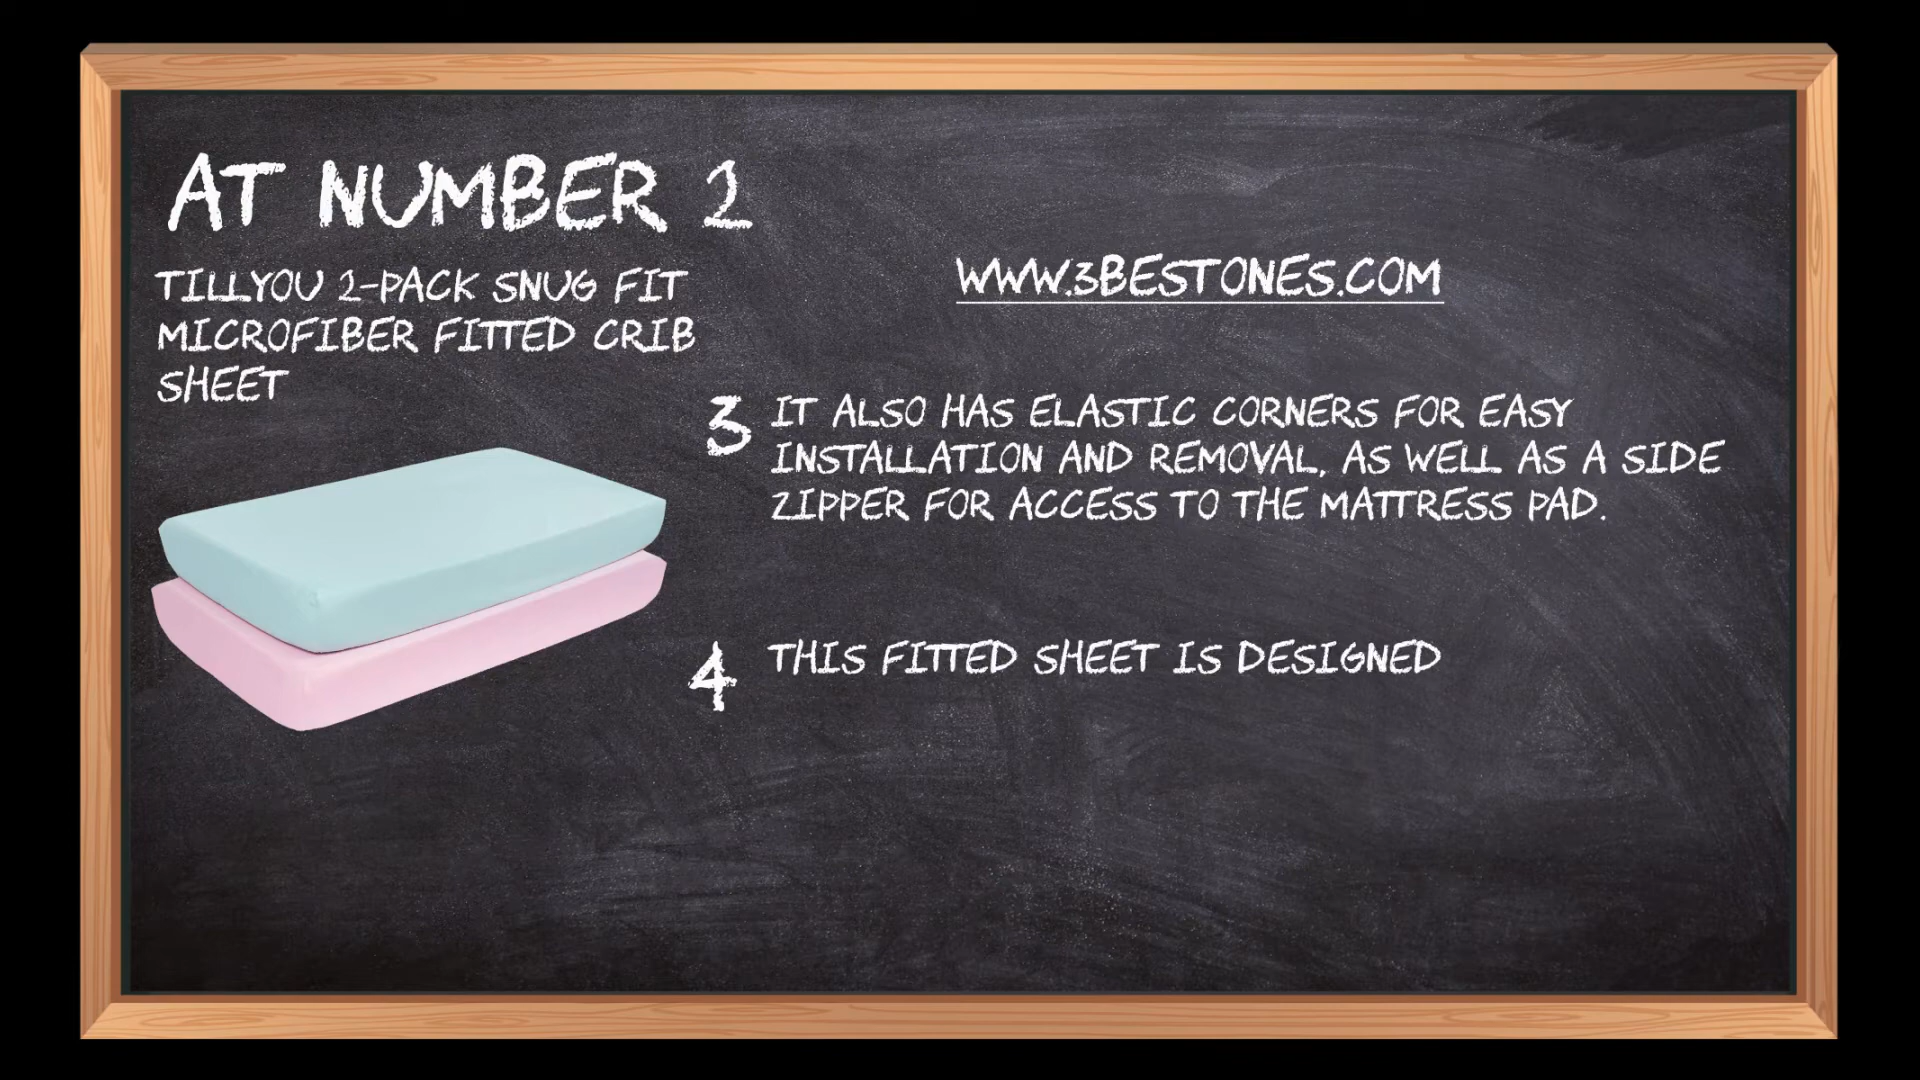 AT NUMBER 2
TILLYOU 2-PACK SNUG FIT
MICROFIBER FITTED CRIB
SHEET
WWW.3BESTONES.COM
3 IT ALSO HAS ELASTIC CORNERS FOR EASY
INSTALLATION AND REMOVAL, AS WELL AS A SIDE
ZIPPER FOR ACCESS TO THE MATTRESS PAD.
4 THIS FITTED SHEET IS DESIGNED